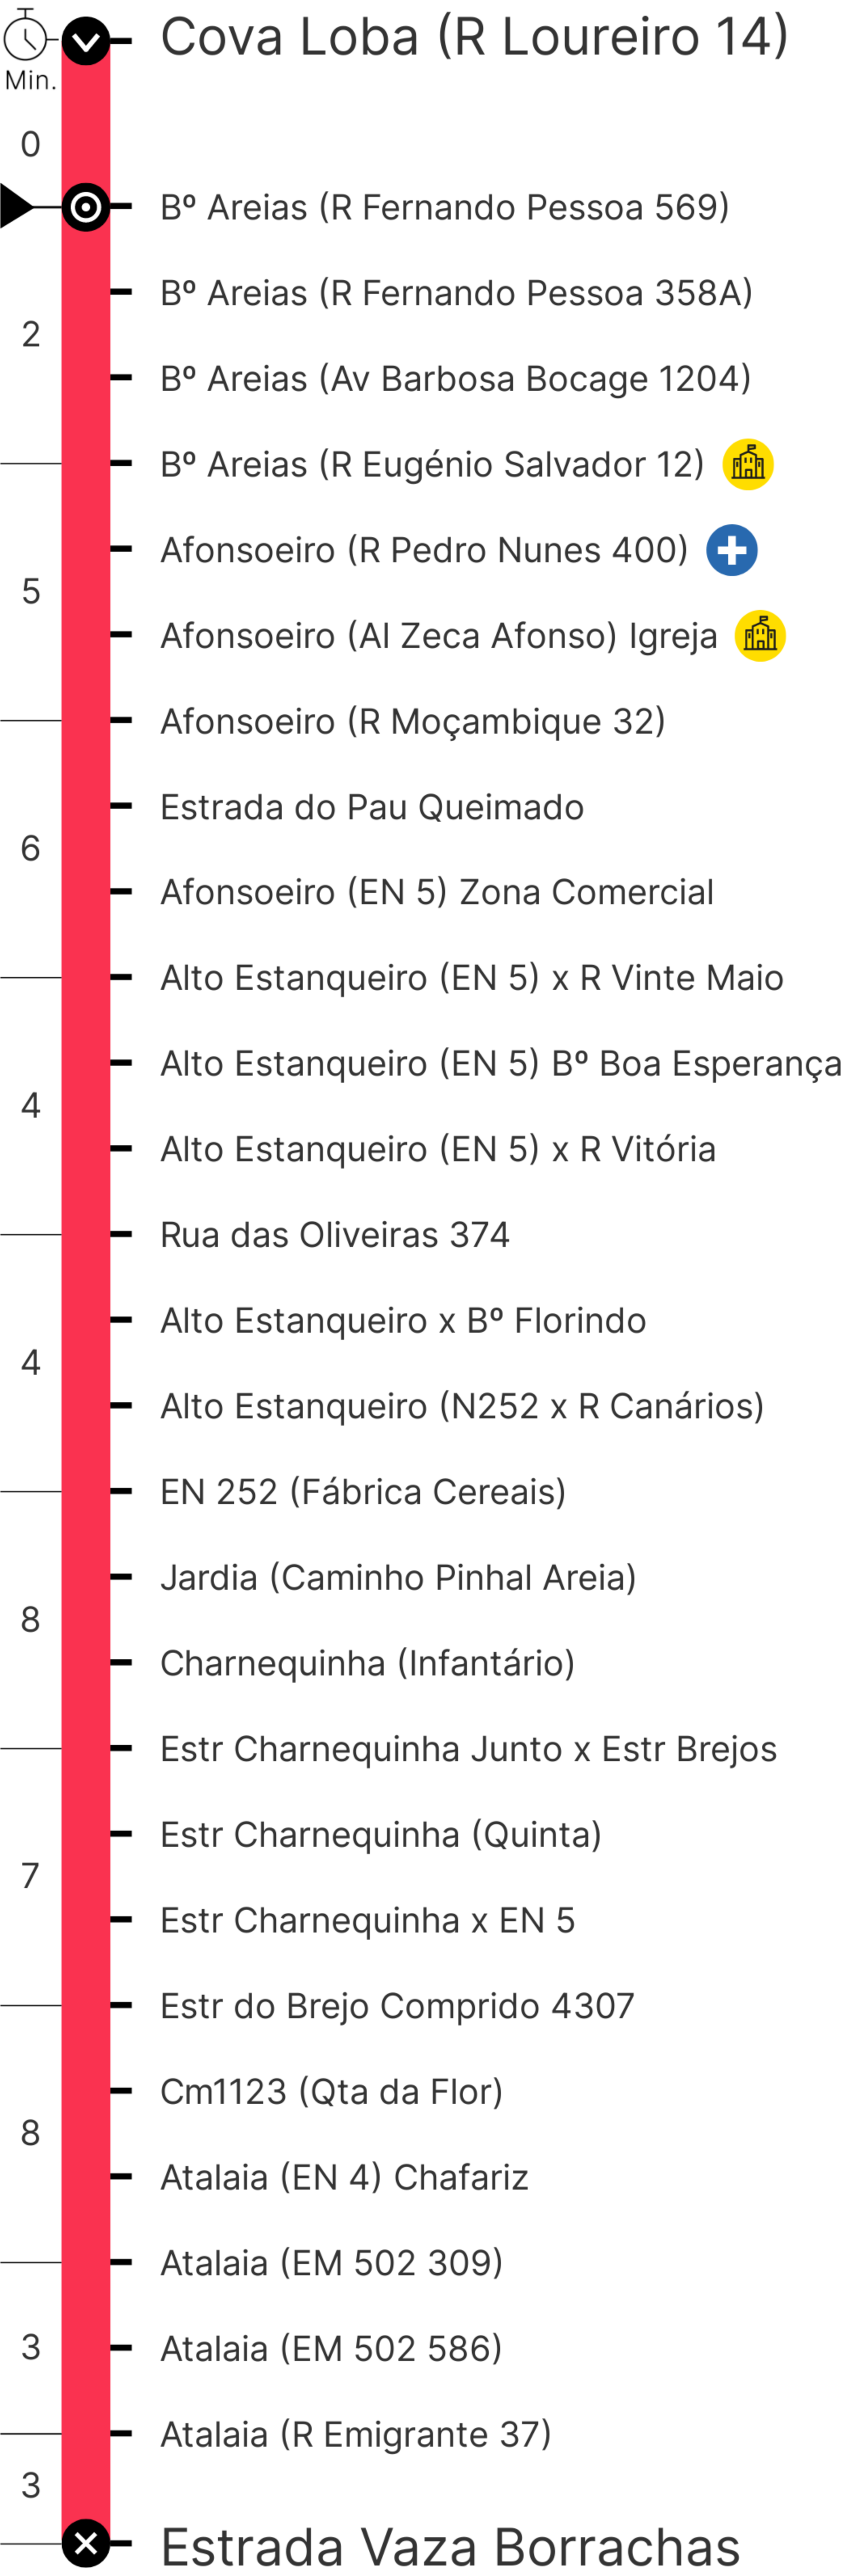 Cova Loba (R Loureiro 14)
Min.
0
Bº Areias (R Fernando Pessoa 569)
Bº Areias (R Fernando Pessoa 358A)
2
Bº Areias (Av Barbosa Bocage 1204)
Bº Areias (R Eugénio Salvador 12)
Afonsoeiro (R Pedro Nunes 400)
5
Afonsoeiro (Al Zeca Afonso) Igreja
Afonsoeiro (R Moçambique 32)
Estrada do Pau Queimado
6
Afonsoeiro (EN 5) Zona Comercial
Alto Estanqueiro (EN 5) x R Vinte Maio
Alto Estanqueiro (EN 5) Bº Boa Esperança
4
Alto Estanqueiro (EN 5) x R Vitória
Rua das Oliveiras 374
Alto Estanqueiro x Bº Florindo
4
Alto Estanqueiro (N252 x R Canários)
EN 252 (Fábrica Cereais)
Jardia (Caminho Pinhal Areia)
8
Charnequinha (Infantário)
Estr Charnequinha Junto x Estr Brejos
Estr Charnequinha (Quinta)
7
Estr Charnequinha x EN 5
Estr do Brejo Comprido 4307
Cm1123 (Qta da Flor)
8
Atalaia (EN 4) Chafariz
Atalaia (EM 502 309)
3
Atalaia (EM 502 586)
Atalaia (R Emigrante 37)
3
Estrada Vaza Borrachas